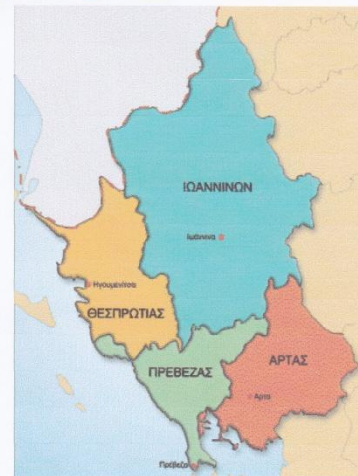 ΙΩΑΝΝΙΝΩΝ
Ιωάννινα
Ηγουμενίτσα
ΘΕΣΠΡΩΤΙΑΣ
ΑΡΤΑΣ
ΠΡΕΒΕΖΑΣ
Άρτα
Πρέβεζα